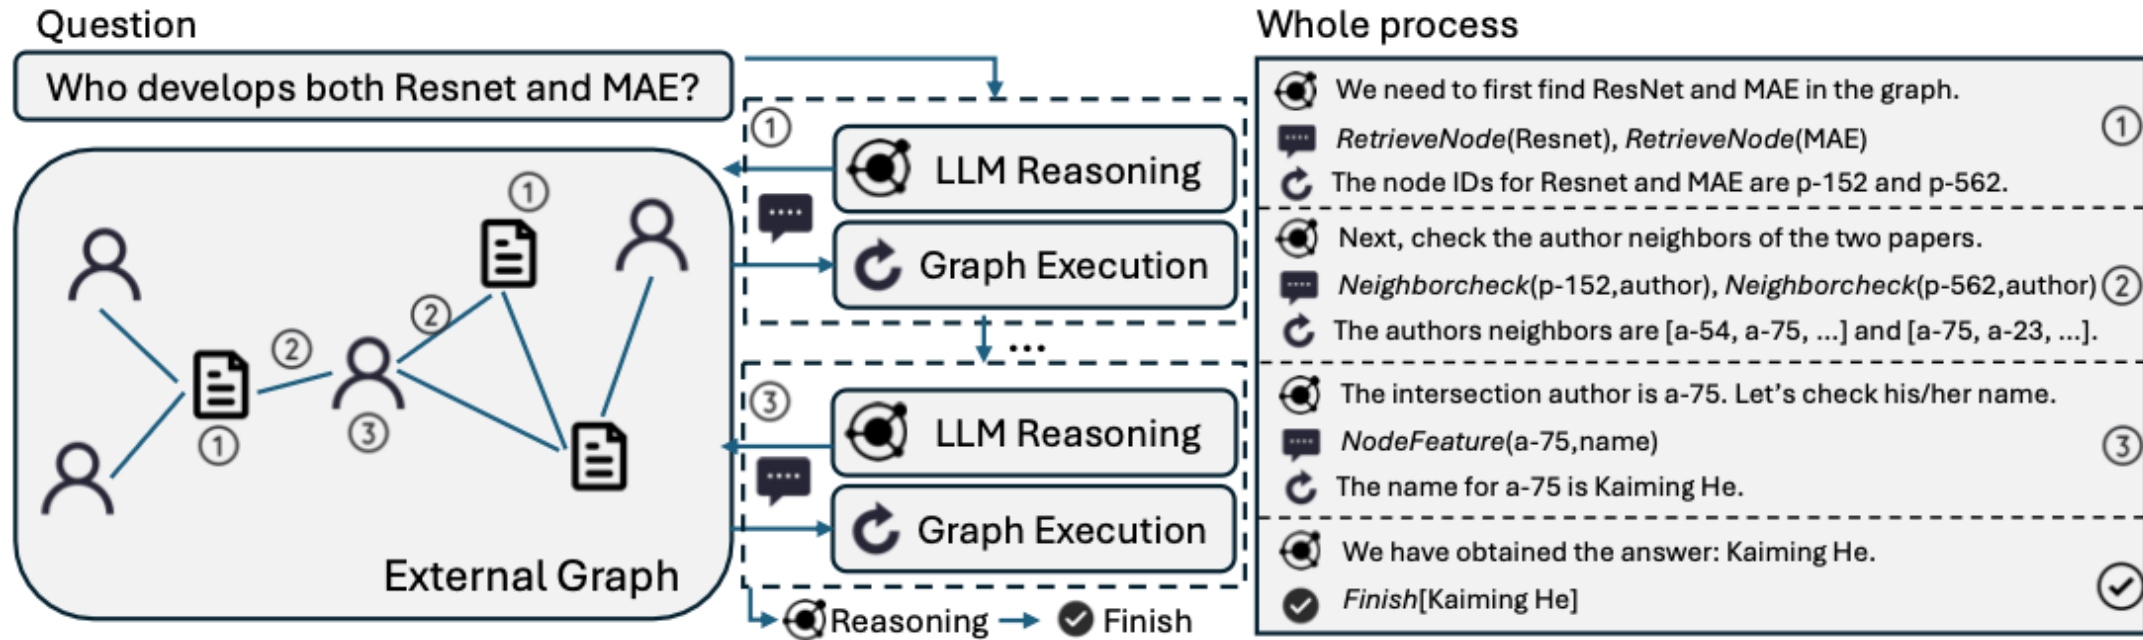 Question
Who develops both Resnet and MAE?
①
②
②
①
③
External Graph
①
LLM Reasoning
Graph Execution
...
③
LLM Reasoning
Graph Execution
Reasoning
Finish
Whole process
We need to first find ResNet and MAE in the graph.
RetrieveNode(Resnet), RetrieveNode(MAE)
①
The node IDs for Resnet and MAE are p-152 and p-562.
Next, check the author neighbors of the two papers.
Neighborcheck(p-152,author), Neighborcheck(p-562,author) ②
The authors neighbors are [a-54, a-75, ...] and [a-75, a-23, ...].
The intersection author is a-75. Let's check his/her name.
NodeFeature(a-75,name)
③
The name for a-75 is Kaiming He.
We have obtained the answer: Kaiming He.
Finish[Kaiming He]